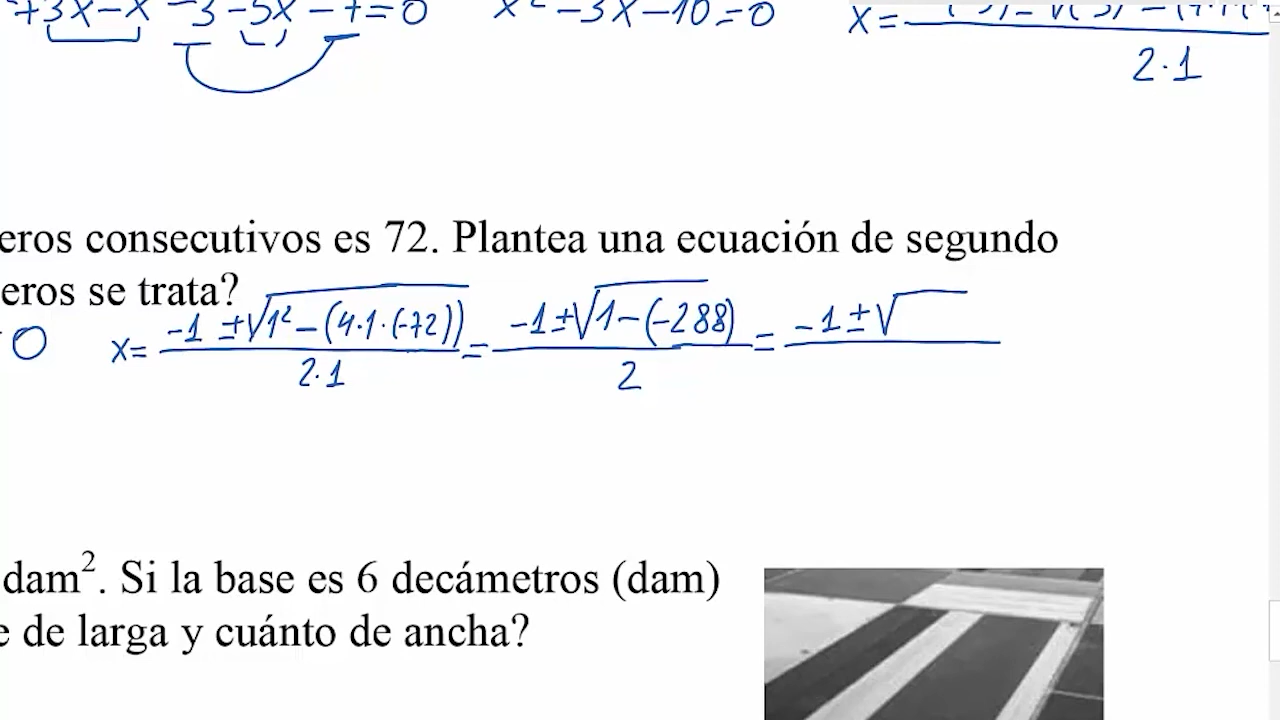 +3x-x -3 -5x -7=0 x² -3x-10=0 x=
2·1
eros consecutivos es 72. Plantea una ecuación de segundo
eros se trata?
0 x= -1 ±√1²-(4·1·(-72)) / 2·1 = -1±√1-(-288) / 2 = -1±√
dam². Si la base es 6 decámetros (dam)
e de larga y cuánto de ancha?